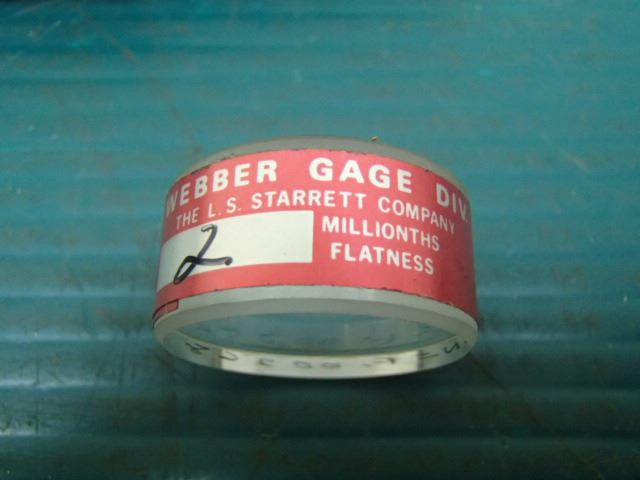 WEBBER GAGE DIV.
THE L. S. STARRETT COMPANY
2 MILLIONTHS
FLATNESS